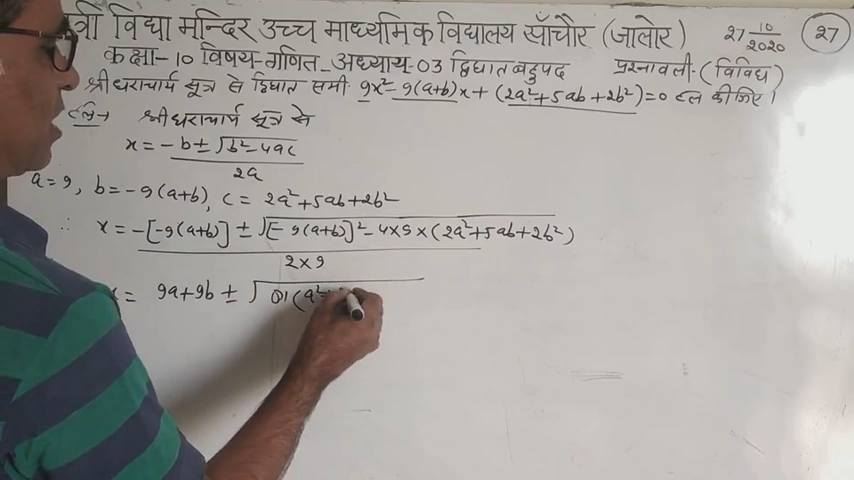 श्री विद्या मन्दिर उच्च माध्यमिक विद्यालय साँचौर (जालोर) 27 10/2020 27
कक्षा-10 विषय-गणित - अध्याय-03 द्विघात बहुपद प्रश्नावली-(विविध)
श्रीधराचार्य सूत्र से द्विघात समी. 9x²-9(a+b)x+(2a²+5ab+2b²)=0 हल कीजिए।
हल→ श्रीधराचार्य सूत्र से
x = -b ± √b²-4ac / 2a
a=9, b=-9(a+b), c= 2a²+5ab+2b²
∴ x = -[-9(a+b)] ± √[-9(a+b)]²-4×9×(2a²+5ab+2b²) / 2×9
x = 9a+9b ± √81(a²